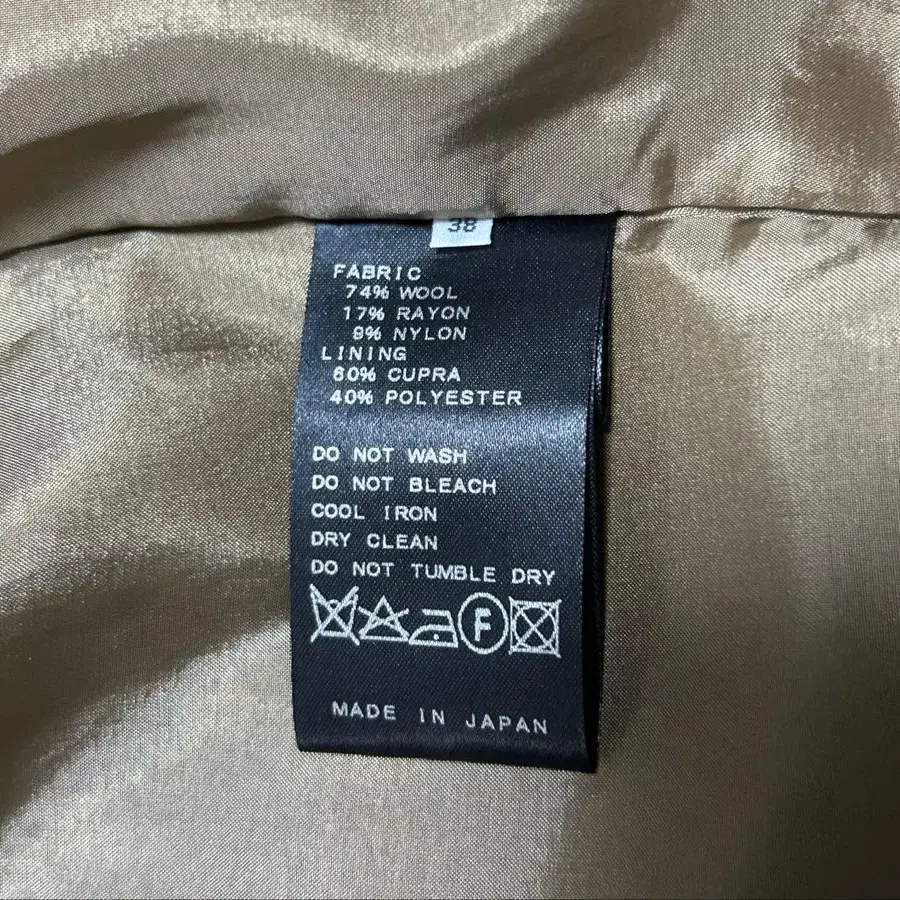 38
FABRIC
74% WOOL
17% RAYON
9% NYLON
LINING
60% CUPRA
40% POLYESTER
DO NOT WASH
DO NOT BLEACH
COOL IRON
DRY CLEAN
DO NOT TUMBLE DRY
F
MADE IN JAPAN